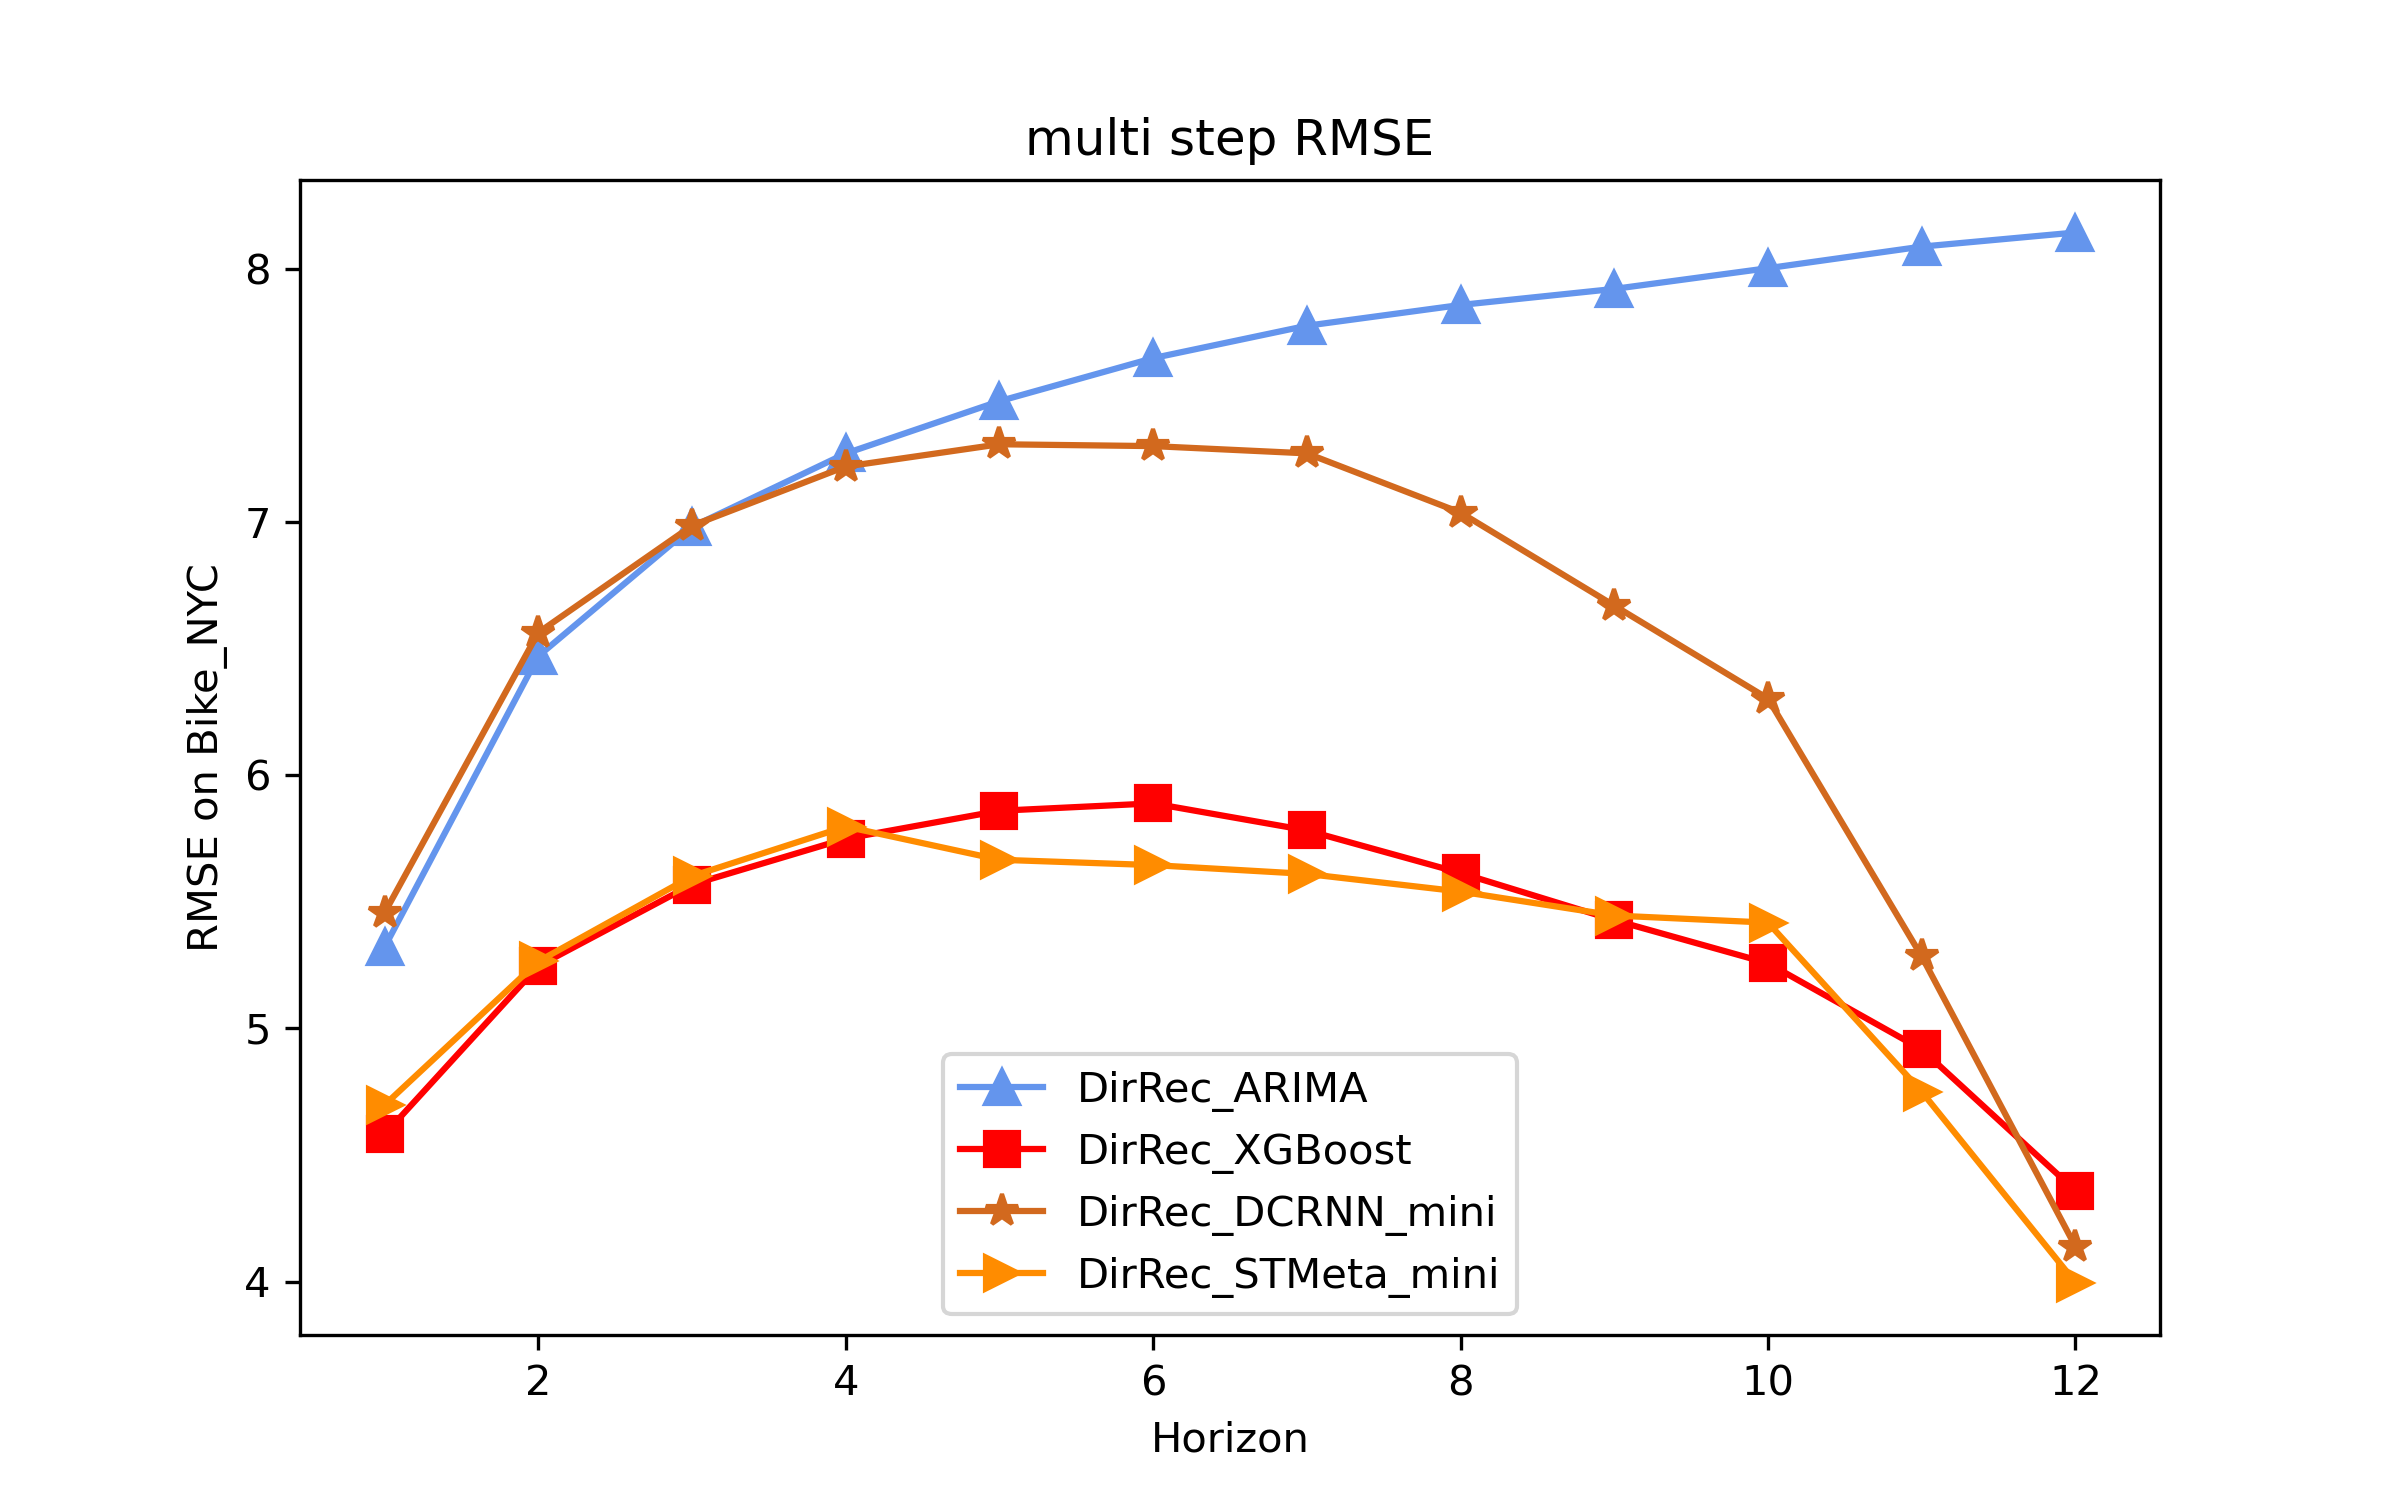 multi step RMSE
RMSE on Bike_NYC
8
7
6
5
4
DirRec_ARIMA
DirRec_XGBoost
DirRec_DCRNN_mini
DirRec_STMeta_mini
2 4 6 8 10 12
Horizon